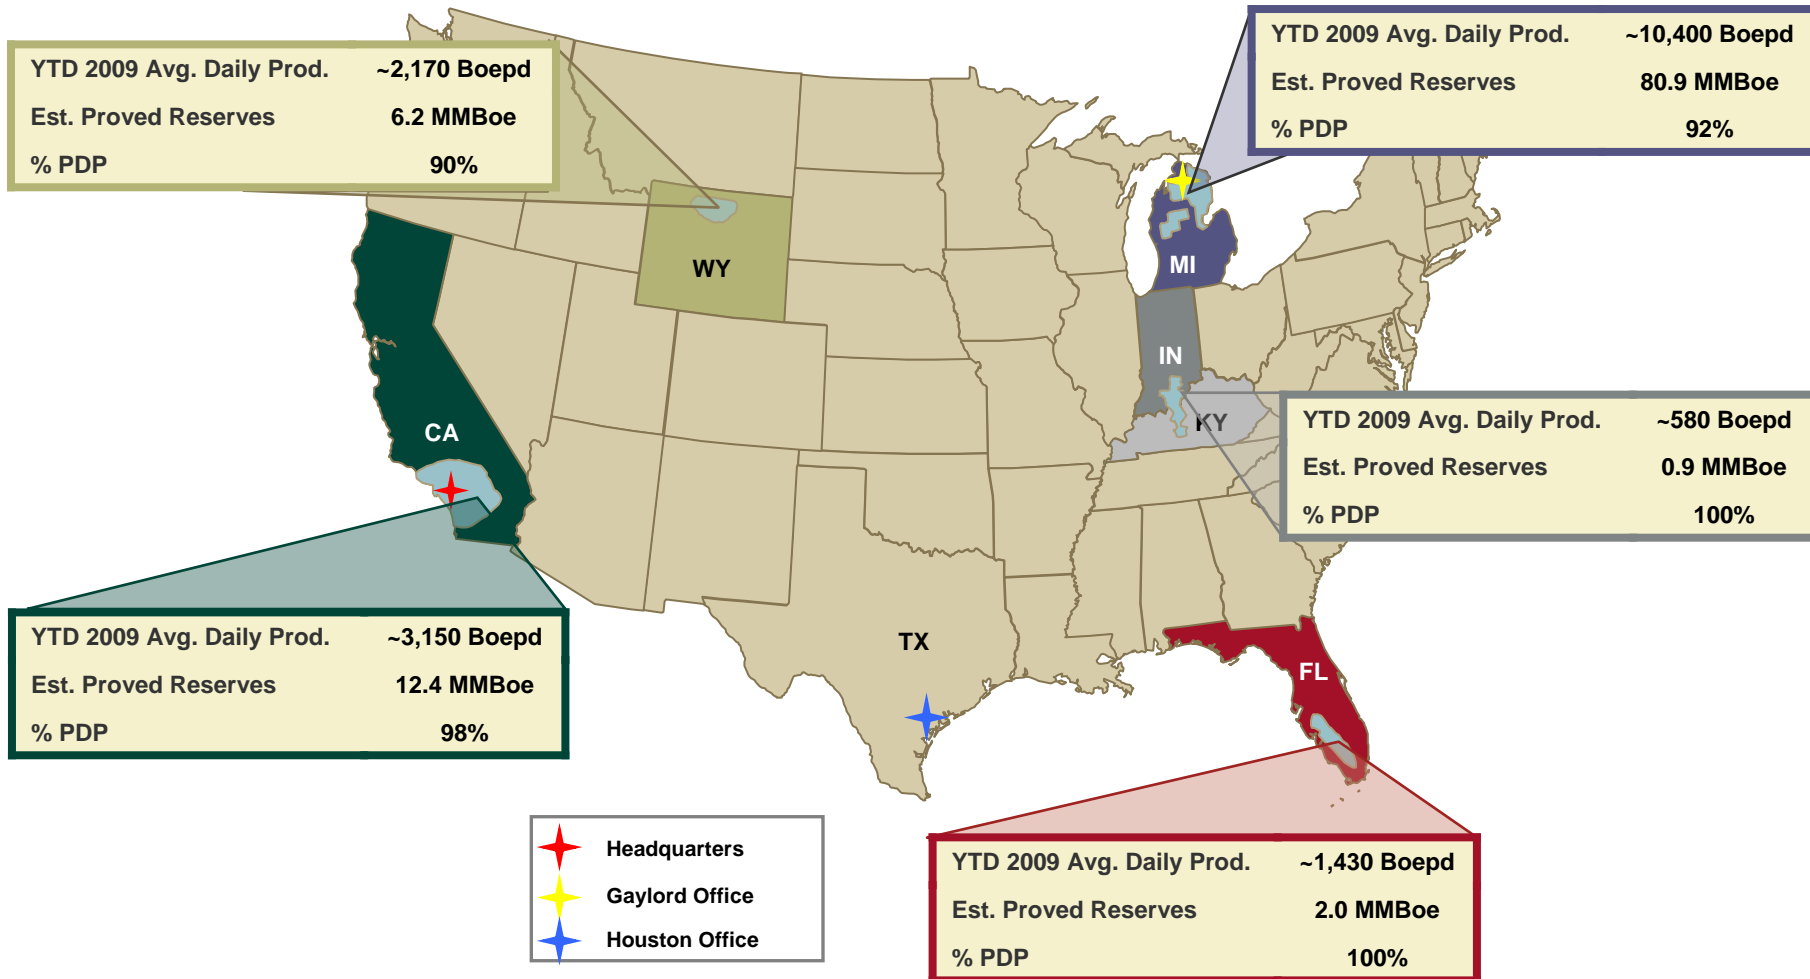 YTD 2009 Avg. Daily Prod. ~2,170 Boepd
Est. Proved Reserves 6.2 MMBoe
% PDP 90%
YTD 2009 Avg. Daily Prod. ~10,400 Boepd
Est. Proved Reserves 80.9 MMBoe
% PDP 92%
WY
MI
IN
KY
CA
TX
FL
YTD 2009 Avg. Daily Prod. ~580 Boepd
Est. Proved Reserves 0.9 MMBoe
% PDP 100%
YTD 2009 Avg. Daily Prod. ~3,150 Boepd
Est. Proved Reserves 12.4 MMBoe
% PDP 98%
Headquarters
Gaylord Office
Houston Office
YTD 2009 Avg. Daily Prod. ~1,430 Boepd
Est. Proved Reserves 2.0 MMBoe
% PDP 100%